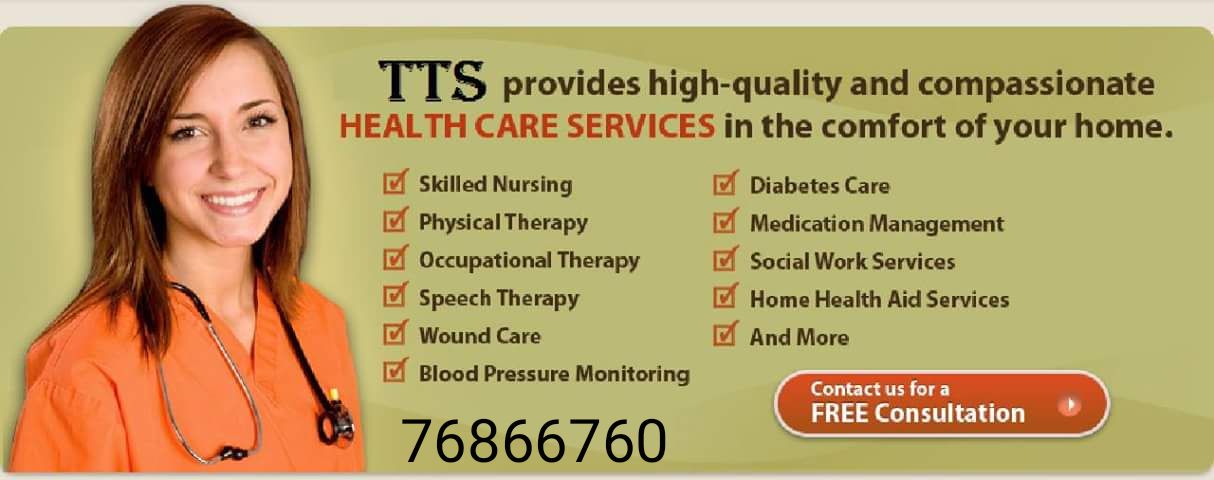 TTS provides high-quality and compassionate
HEALTH CARE SERVICES in the comfort of your home.
Skilled Nursing
Physical Therapy
Occupational Therapy
Speech Therapy
Wound Care
Blood Pressure Monitoring
Diabetes Care
Medication Management
Social Work Services
Home Health Aid Services
And More
Contact us for a
FREE Consultation
76866760